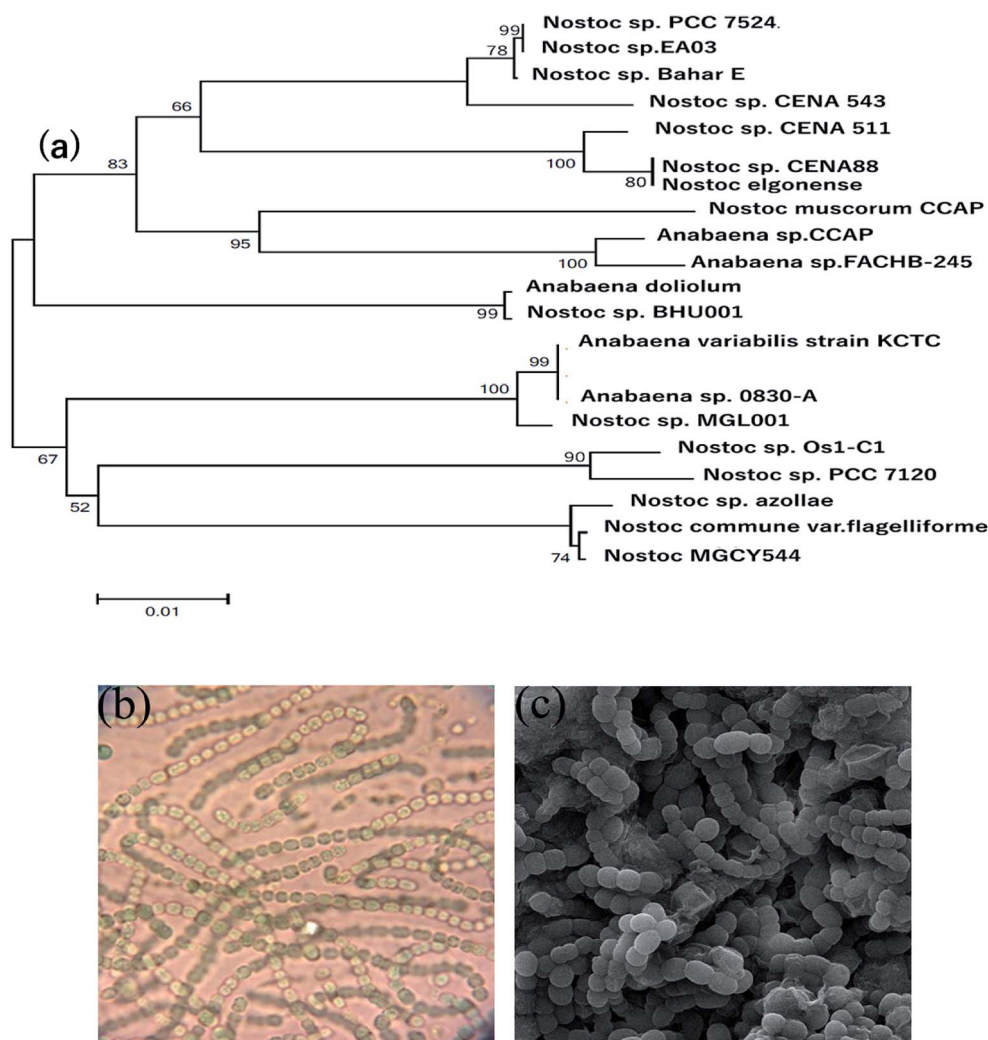 99 Nostoc sp. PCC 7524.
Nostoc sp.EA03
78
Nostoc sp. Bahar E
66 Nostoc sp. CENA 543
Nostoc sp. CENA 511
(a)
83
100
Nostoc sp. CENA88
80 Nostoc elgonense
Nostoc muscorum CCAP
95
Anabaena sp.CCAP
100 Anabaena sp.FACHB-245
Anabaena doliolum
99 Nostoc sp. BHU001
Anabaena variabilis strain KCTC
99
100
Anabaena sp. 0830-A
Nostoc sp. MGL001
67
90 Nostoc sp. Os1-C1
Nostoc sp. PCC 7120
52
Nostoc sp. azollae
Nostoc commune var.flagelliforme
74 Nostoc MGCY544
0.01
(b)
(c)